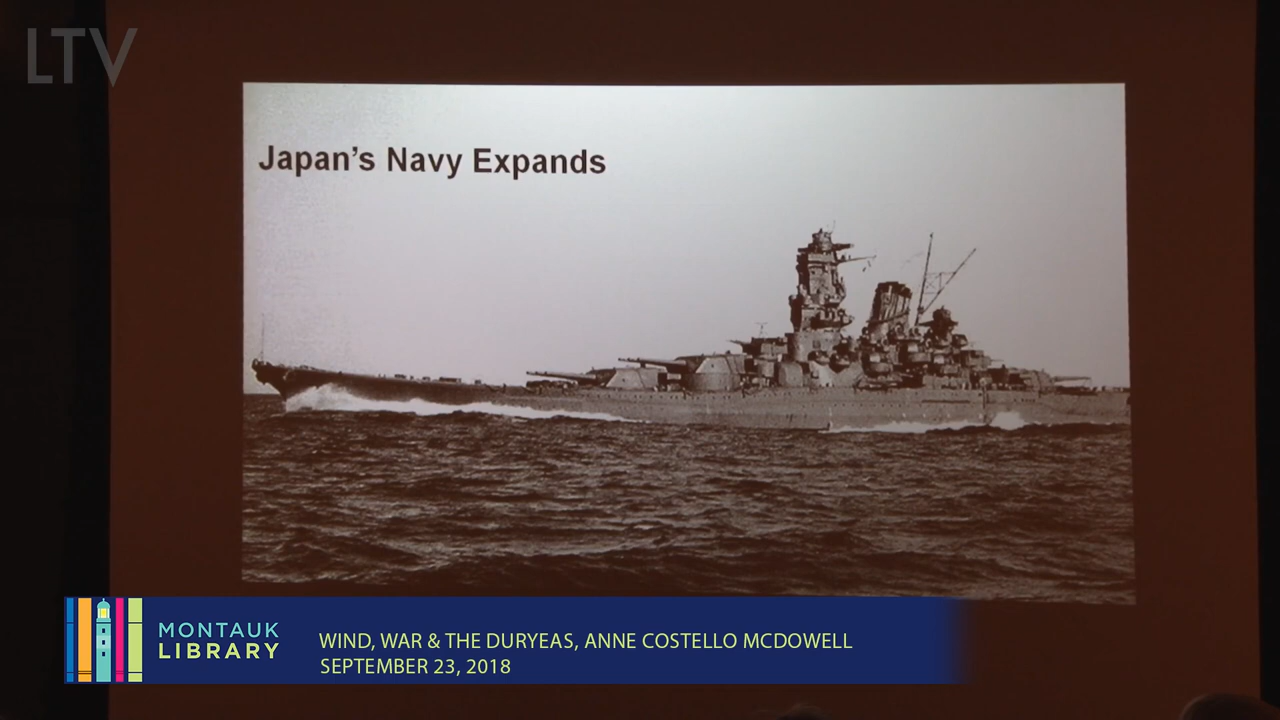 LTV
Japan's Navy Expands
MONTAUK
LIBRARY
WIND, WAR & THE DURYEAS, ANNE COSTELLO MCDOWELL
SEPTEMBER 23, 2018